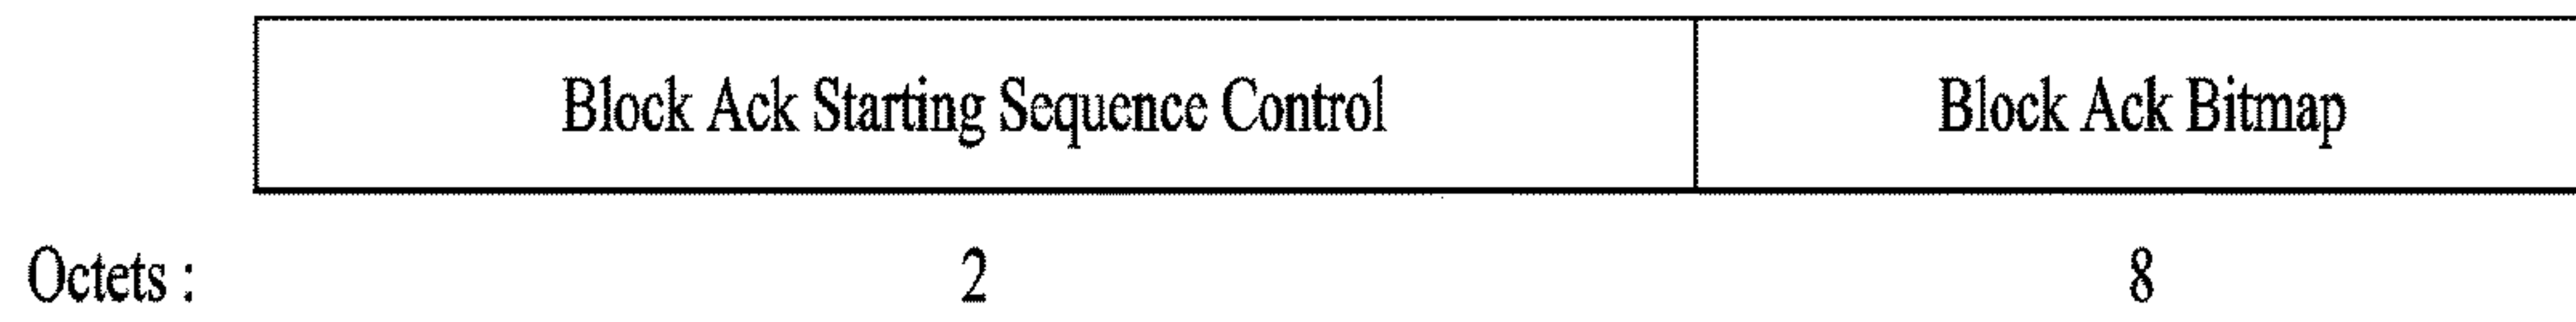 Block Ack Starting Sequence Control Block Ack Bitmap
Octets : 2 8